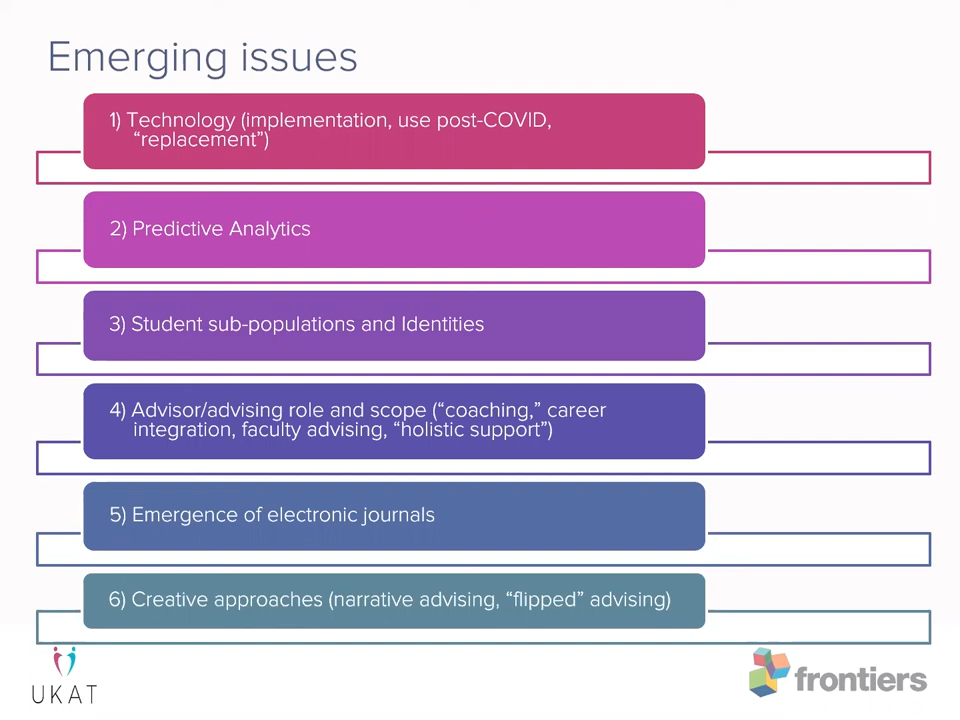 Emerging issues
1) Technology (implementation, use post-COVID,
“replacement”)
2) Predictive Analytics
3) Student sub-populations and Identities
4) Advisor/advising role and scope (“coaching,” career
integration, faculty advising, “holistic support”)
5) Emergence of electronic journals
6) Creative approaches (narrative advising, “flipped” advising)
UKAT
frontiers